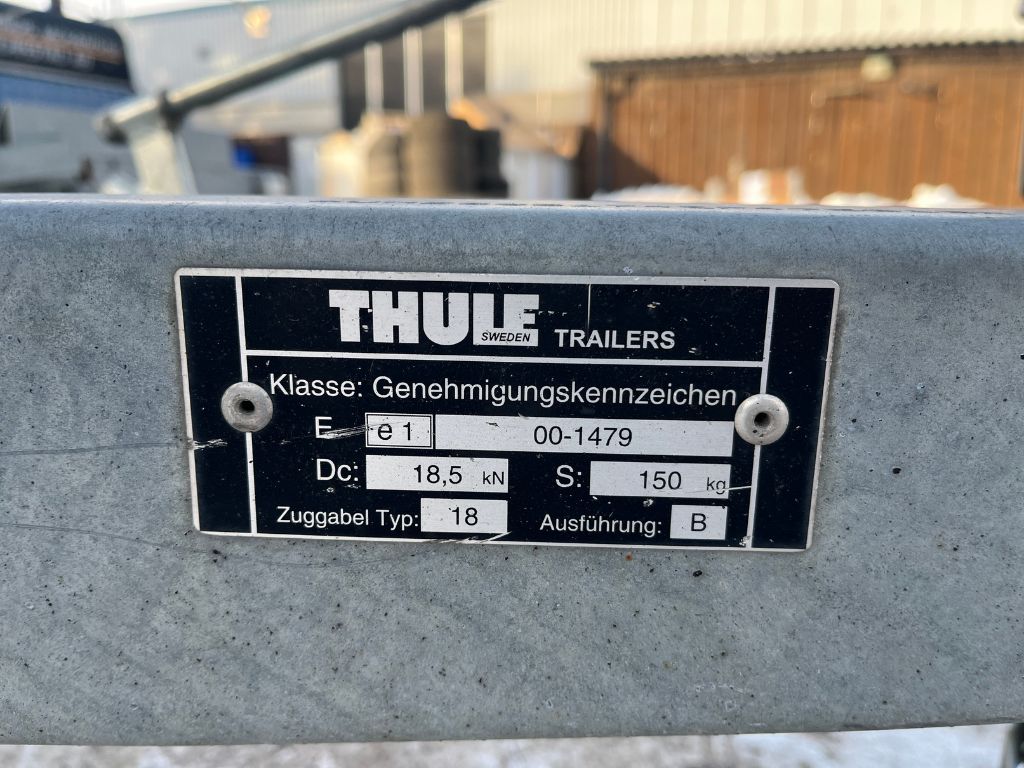 THULE
SWEDEN
TRAILERS
Klasse: Genehmigungskennzeichen
E e 1 00-1479
Dc: 18,5 kN S: 150 kg
Zuggabel Typ: 18 Ausführung: B